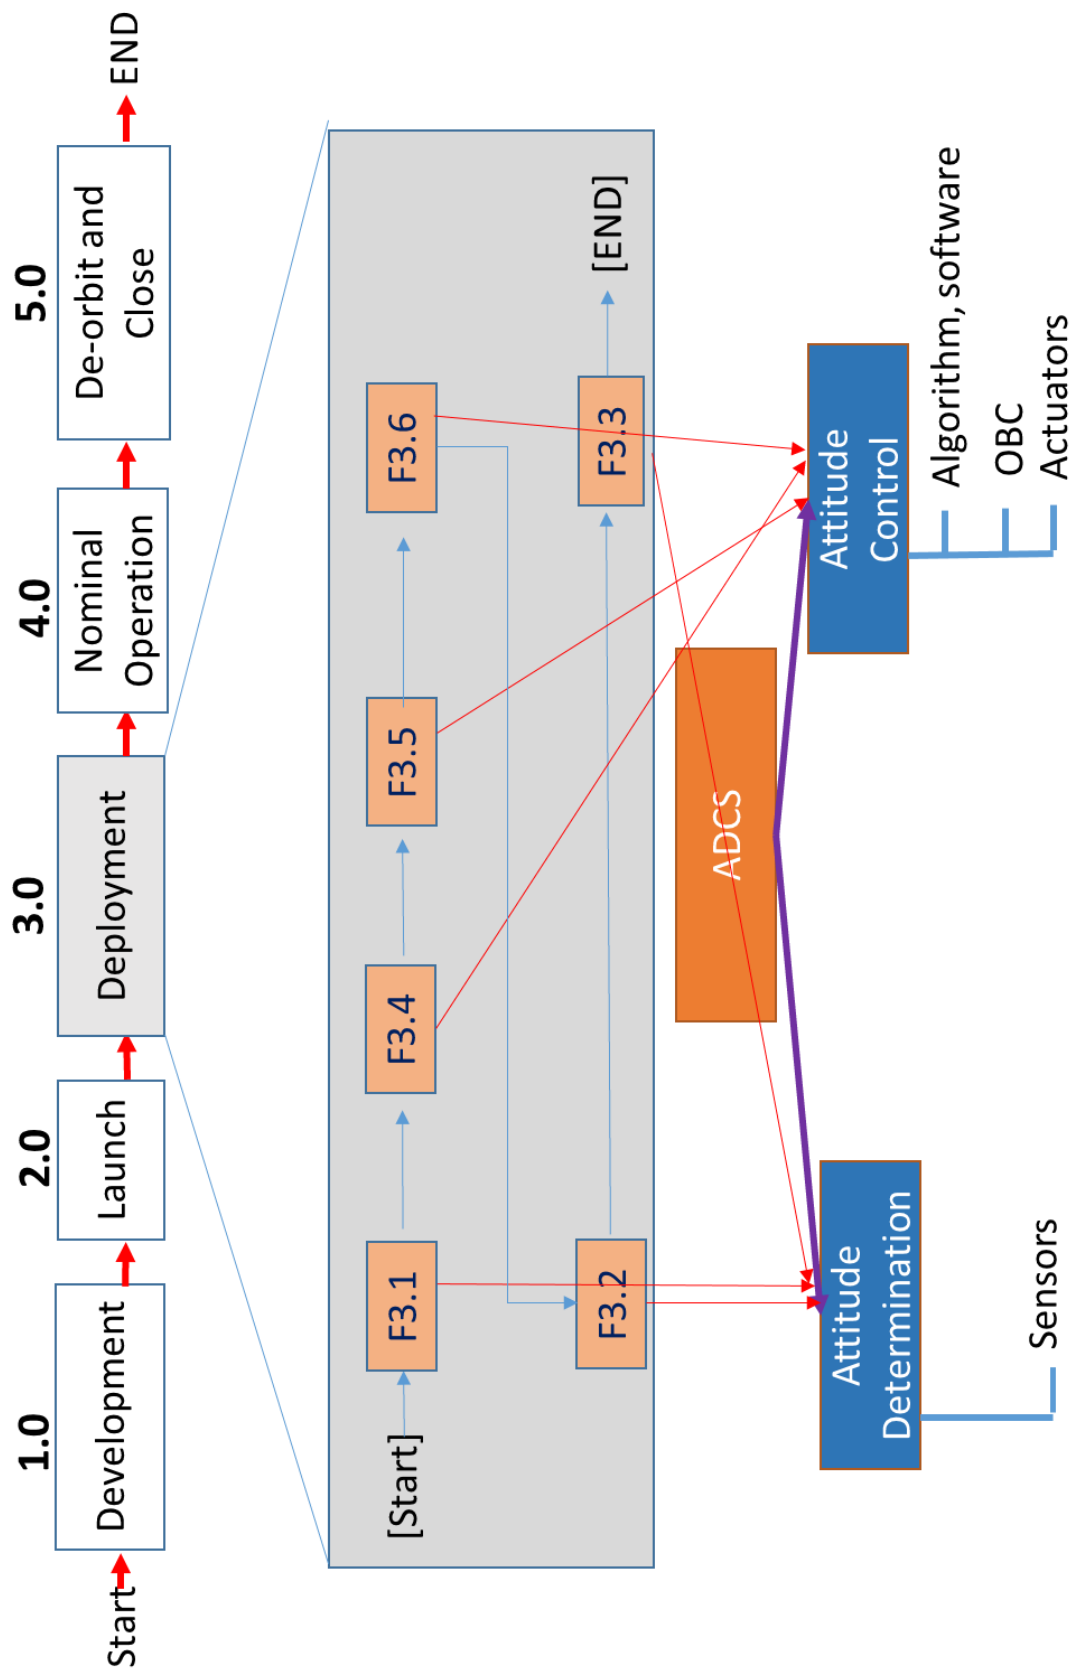 1.0
2.0
3.0
4.0
5.0
Start
Development
Launch
Deployment
Nominal
Operation
De-orbit and
Close
END
[Start]
F3.1
F3.4
F3.5
F3.6
F3.2
F3.3
[END]
ADCS
Attitude
Determination
Attitude
Control
Sensors
Algorithm, software
OBC
Actuators